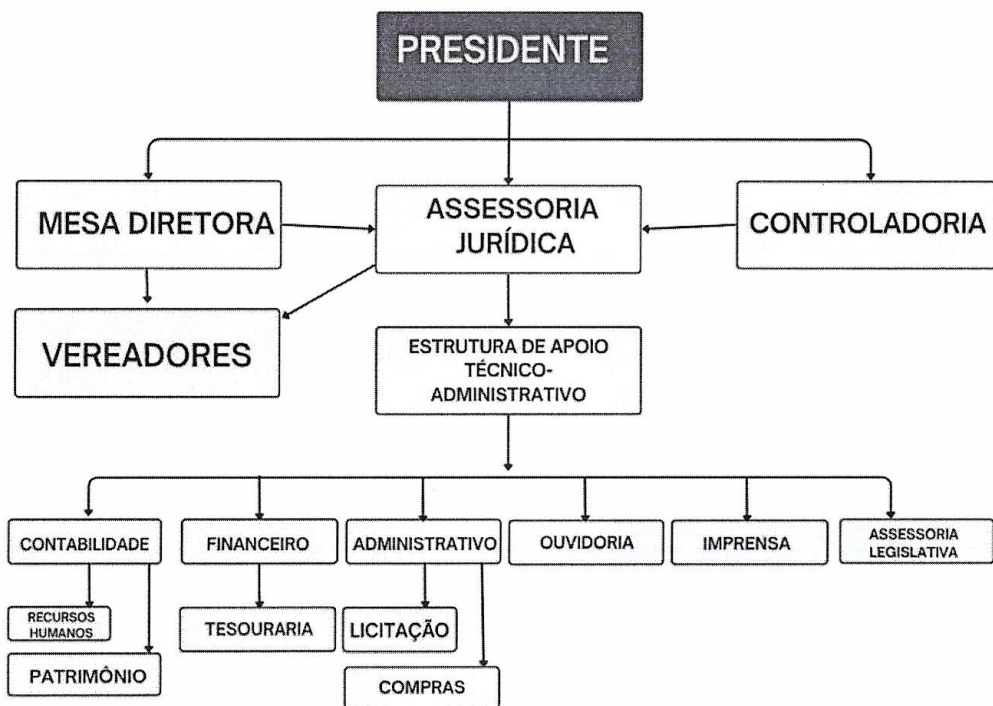 PRESIDENTE
MESA DIRETORA
ASSESSORIA
JURÍDICA
CONTROLADORIA
VEREADORES
ESTRUTURA DE APOIO
TÉCNICO-
ADMINISTRATIVO
CONTABILIDADE
FINANCEIRO
ADMINISTRATIVO
OUVIDORIA
IMPRENSA
ASSESSORIA
LEGISLATIVA
RECURSOS
HUMANOS
TESOURARIA
LICITAÇÃO
PATRIMÔNIO
COMPRAS